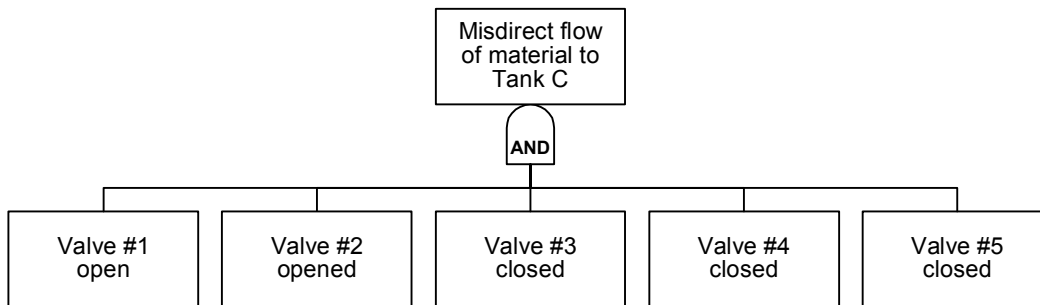 Misdirect flow
of material to
Tank C
AND
Valve #1
open
Valve #2
opened
Valve #3
closed
Valve #4
closed
Valve #5
closed